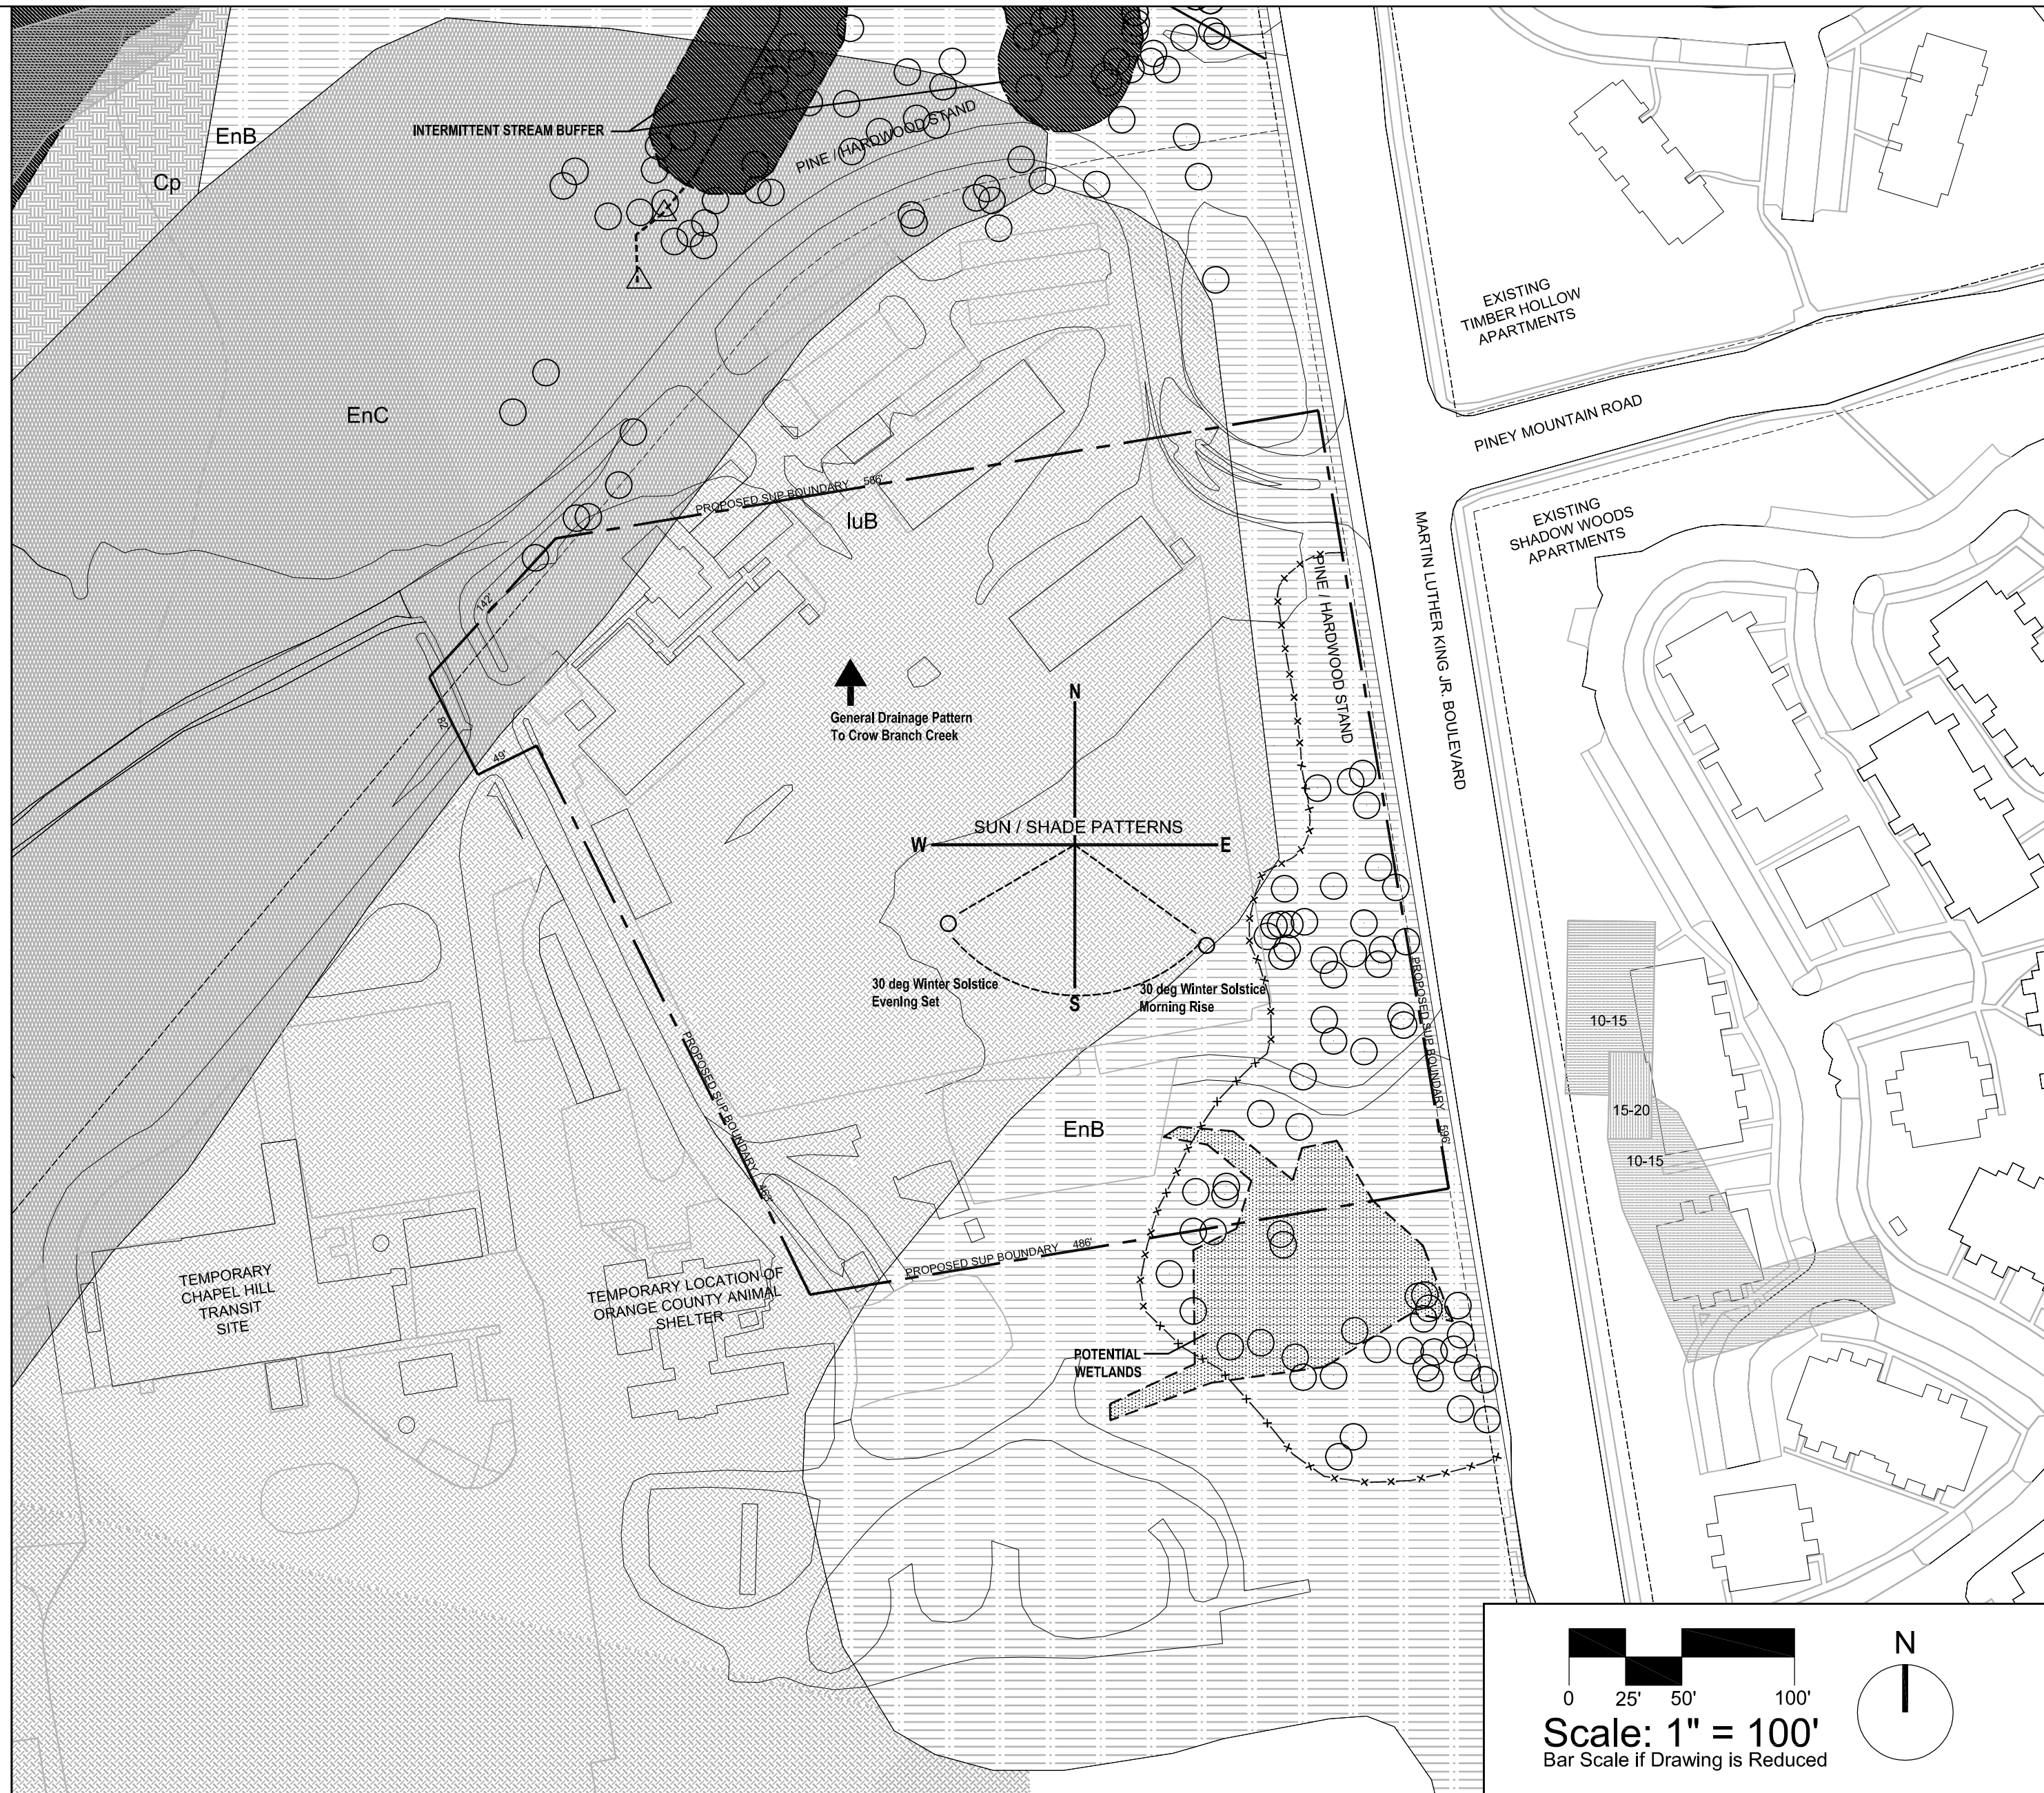 EnB
Cp
INTERMITTENT STREAM BUFFER
PINE / HARDWOOD STAND
EXISTING
TIMBER HOLLOW
APARTMENTS
EnC
PINEY MOUNTAIN ROAD
PROPOSED SUP BOUNDARY 566'
IuB
EXISTING
SHADOW WOODS
APARTMENTS
MARTIN LUTHER KING JR. BOULEVARD
PINE / HARDWOOD STAND
142'
82'
49'
General Drainage Pattern
To Crow Branch Creek
N
SUN / SHADE PATTERNS
W
E
30 deg Winter Solstice
Evening Set
S
30 deg Winter Solstice
Morning Rise
PROPOSED SUP BOUNDARY 596'
10-15
15-20
10-15
PROPOSED SUP BOUNDARY 463'
EnB
PROPOSED SUP BOUNDARY 486'
TEMPORARY
CHAPEL HILL
TRANSIT
SITE
TEMPORARY LOCATION OF
ORANGE COUNTY ANIMAL
SHELTER
POTENTIAL
WETLANDS
N
0 25' 50' 100'
Scale: 1" = 100'
Bar Scale if Drawing is Reduced